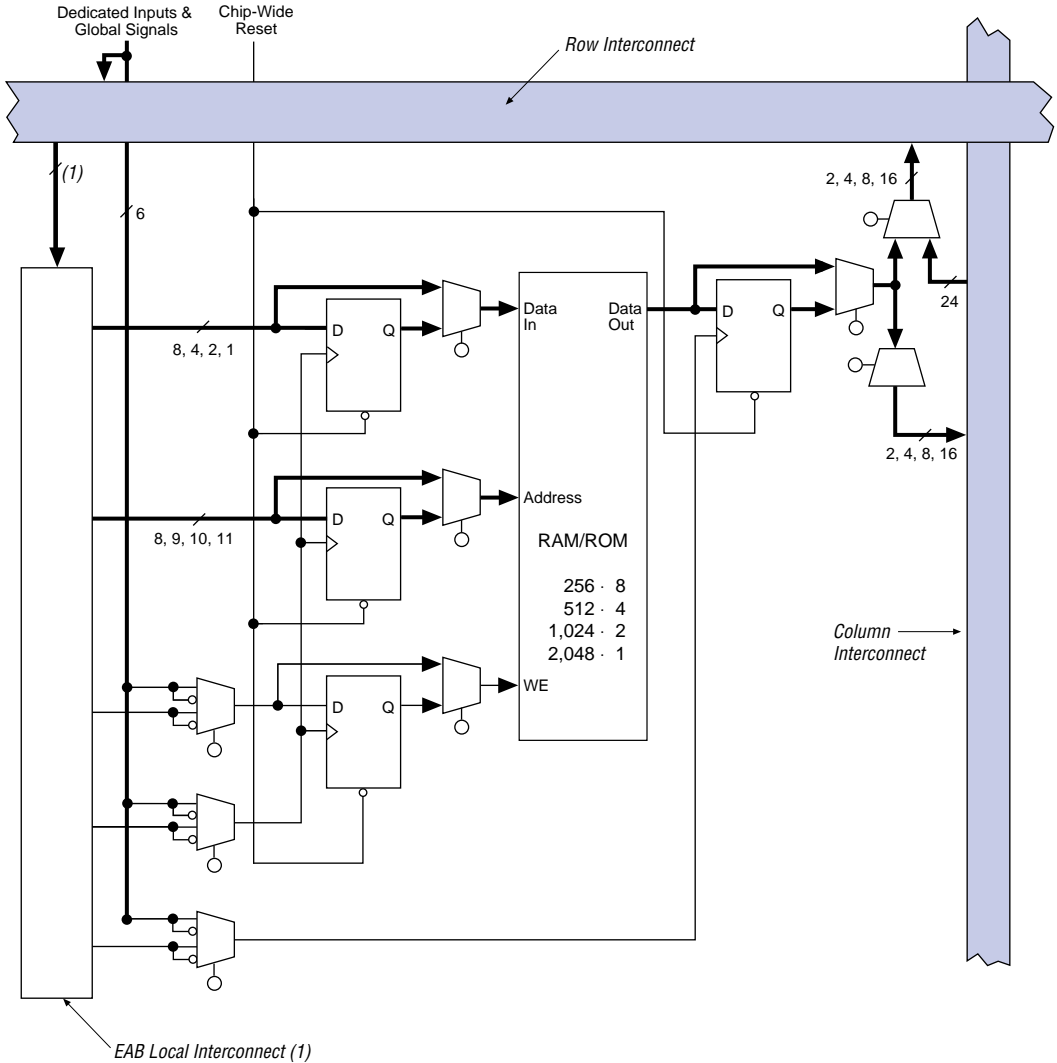 Dedicated Inputs &
Global Signals
Chip-Wide
Reset
Row Interconnect
(1)
6
2, 4, 8, 16
24
Data
In
Data
Out
D
Q
D
Q
8, 4, 2, 1
2, 4, 8, 16
Address
D
Q
8, 9, 10, 11
RAM/ROM
256 · 8
512 · 4
1,024 · 2
2,048 · 1
Column
Interconnect
WE
D
Q
EAB Local Interconnect (1)